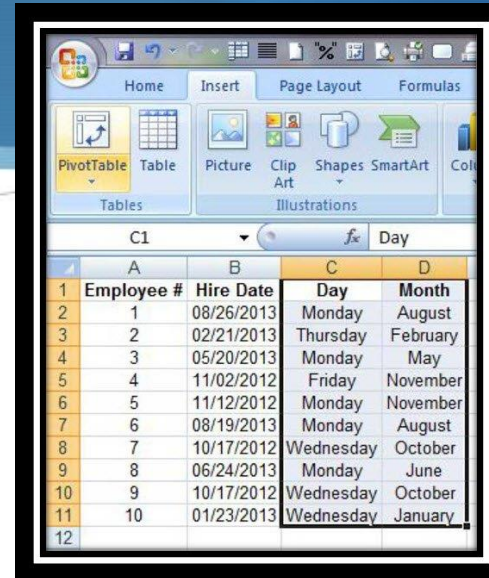 Home Insert Page Layout Formulas
PivotTable Table Picture Clip Art Shapes SmartArt
Tables Illustrations
C1 fx Day
A B C D
1 Employee # Hire Date Day Month
2 1 08/26/2013 Monday August
3 2 02/21/2013 Thursday February
4 3 05/20/2013 Monday May
5 4 11/02/2012 Friday November
6 5 11/12/2012 Monday November
7 6 08/19/2013 Monday August
8 7 10/17/2012 Wednesday October
9 8 06/24/2013 Monday June
10 9 10/17/2012 Wednesday October
11 10 01/23/2013 Wednesday January
12